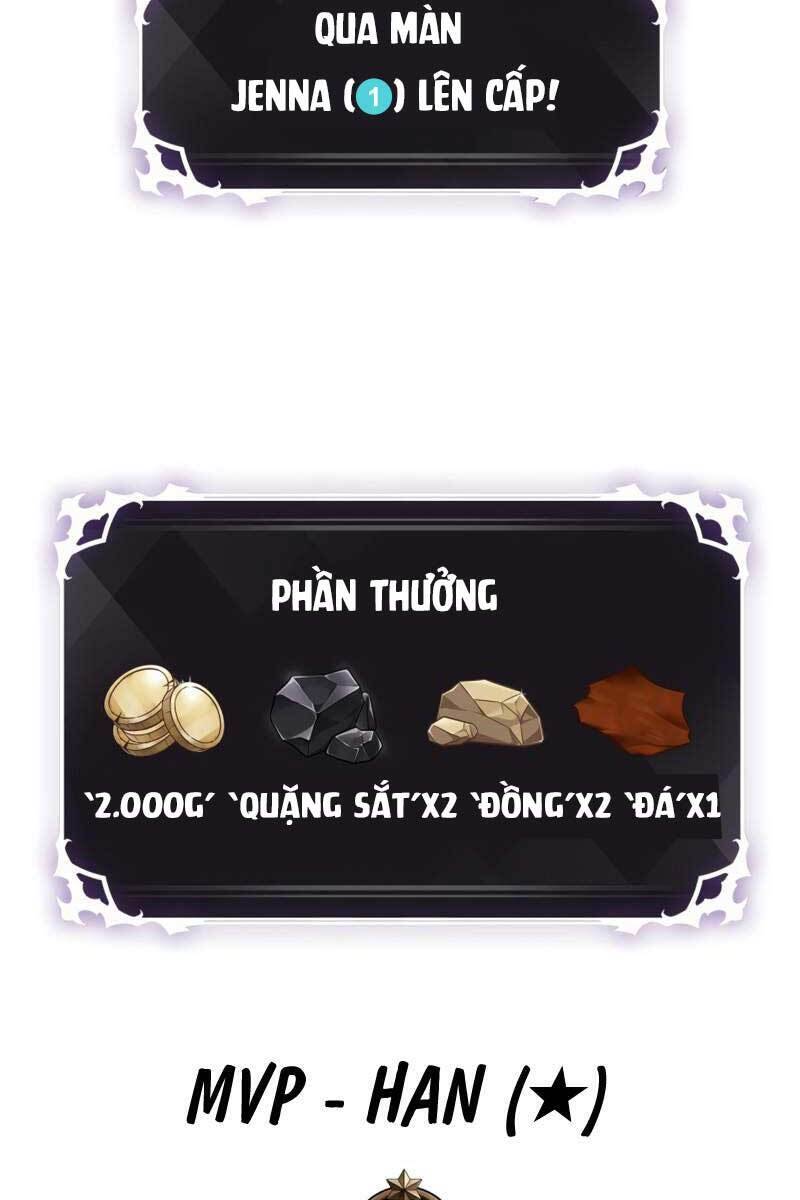 QUA MÀN
JENNA (1) LÊN CẤP!
PHẦN THƯỞNG
‵2.000G′ ‵QUẶNG SẮT′X2 ‵ĐỒNG′X2 ‵ĐÁ′X1
MVP - HAN (★)